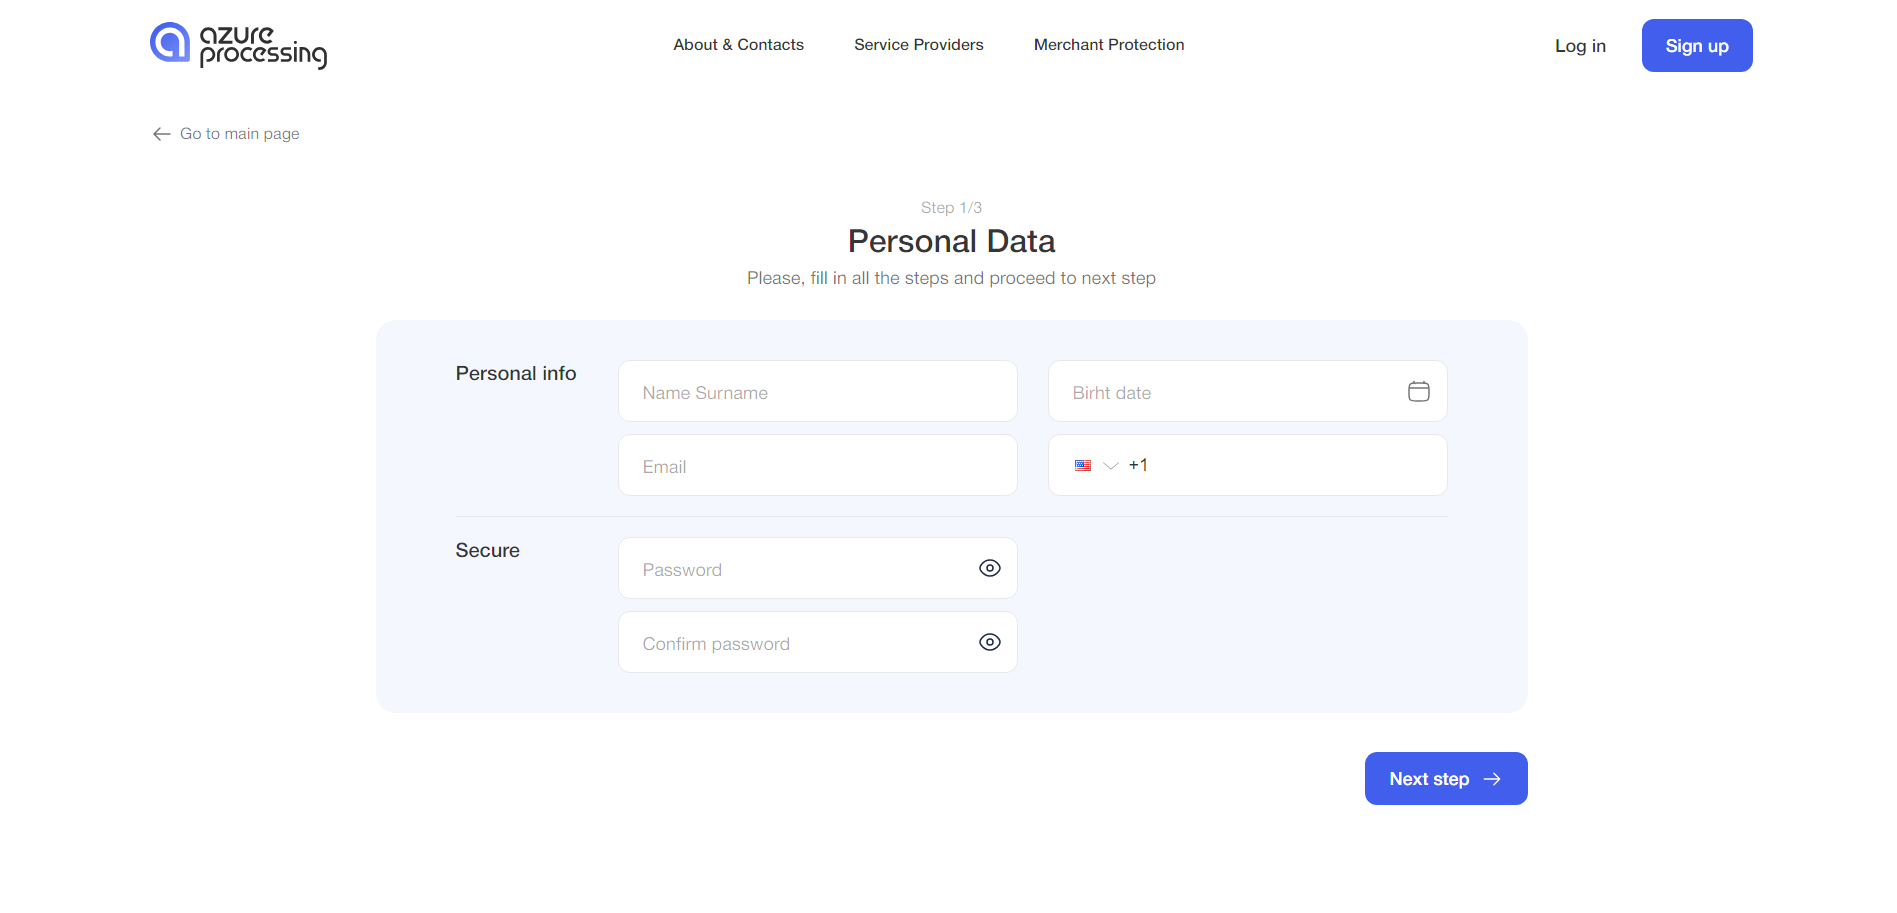 azure
processing
About & Contacts
Service Providers
Merchant Protection
Log in
Sign up
Go to main page
Step 1/3
Personal Data
Please, fill in all the steps and proceed to next step
Personal info
Name Surname
Birht date
Email
+1
Secure
Password
Confirm password
Next step